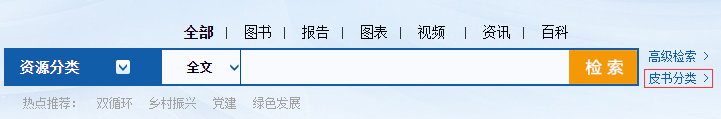 全部 | 图书 | 报告 | 图表 | 视频 | 资讯 | 百科
资源分类 全文 检索 高级检索 >
皮书分类 >
热点推荐： 双循环 乡村振兴 党建 绿色发展